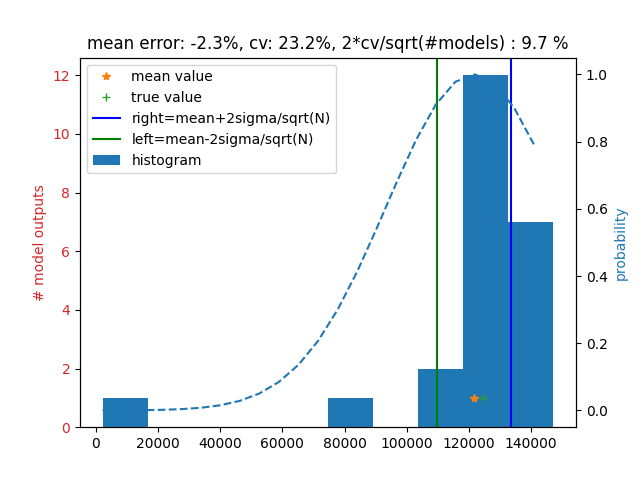 mean error: -2.3%, cv: 23.2%, 2*cv/sqrt(#models) : 9.7 %
mean value
true value
right=mean+2sigma/sqrt(N)
left=mean-2sigma/sqrt(N)
histogram
# model outputs
12
10
8
6
4
2
0
1.0
0.8
0.6
0.4
0.2
0.0
probability
0
20000
40000
60000
80000
100000
120000
140000